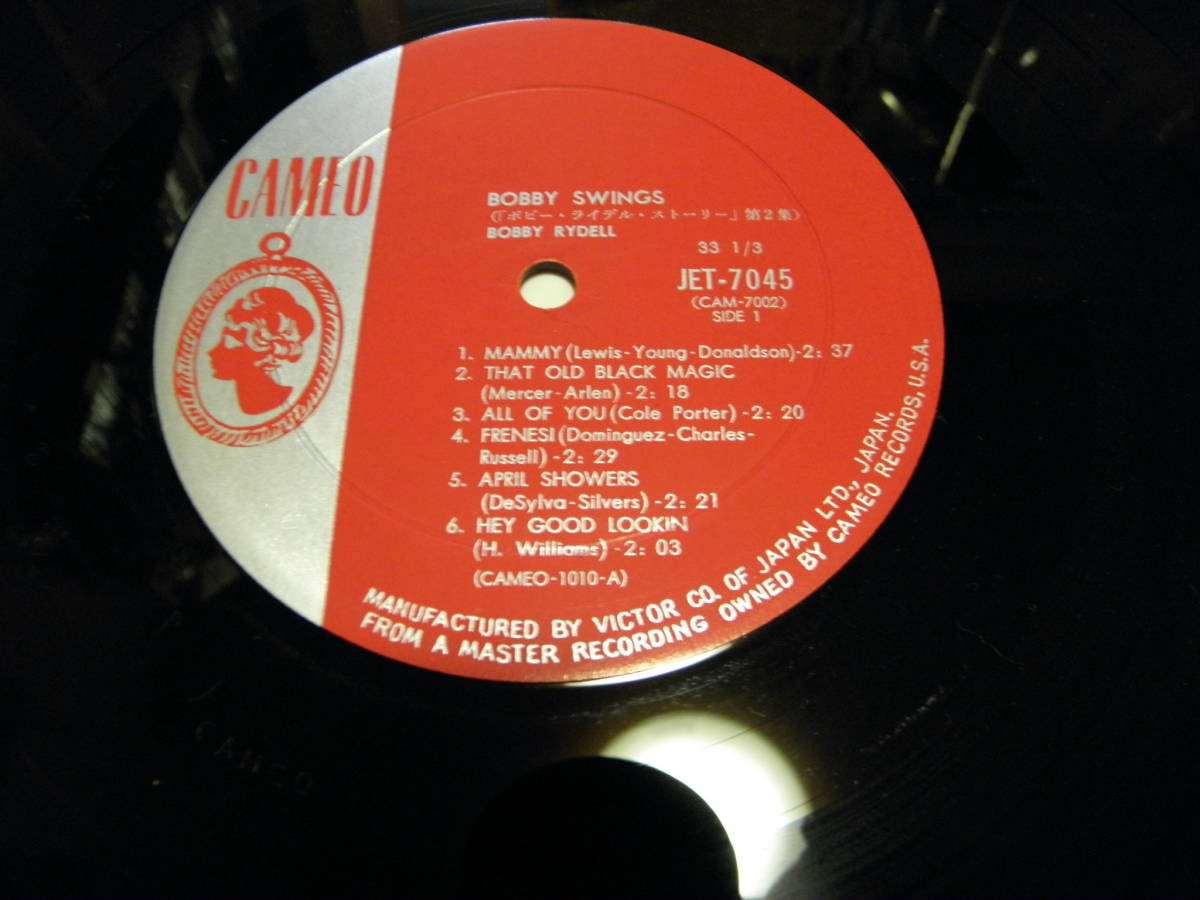 CAMEO
BOBBY SWINGS
(「ボビー・ライデル・ストーリー」第2集)
BOBBY RYDELL
33 1/3
JET-7045
(CAM-7002)
SIDE 1
1. MAMMY (Lewis-Young-Donaldson)-2: 37
2. THAT OLD BLACK MAGIC
(Mercer-Arlen) -2: 18
3. ALL OF YOU (Cole Porter) -2: 20
4. FRENESI (Dominguez-Charles-
Russell) -2: 29
5. APRIL SHOWERS
(DeSylva-Silvers) -2: 21
6. HEY GOOD LOOKIN
(H. Williams) -2: 03
(CAMEO-1010-A)
MANUFACTURED BY VICTOR CO. OF JAPAN LTD., JAPAN.
FROM A MASTER RECORDING OWNED BY CAMEO RECORDS, U.S.A.
CAMEO